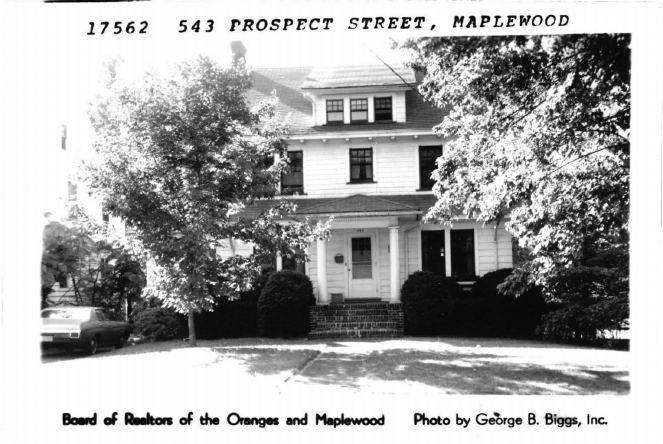 17562 543 PROSPECT STREET, MAPLEWOOD
Board of Realtors of the Oranges and Maplewood Photo by George B. Biggs, Inc.